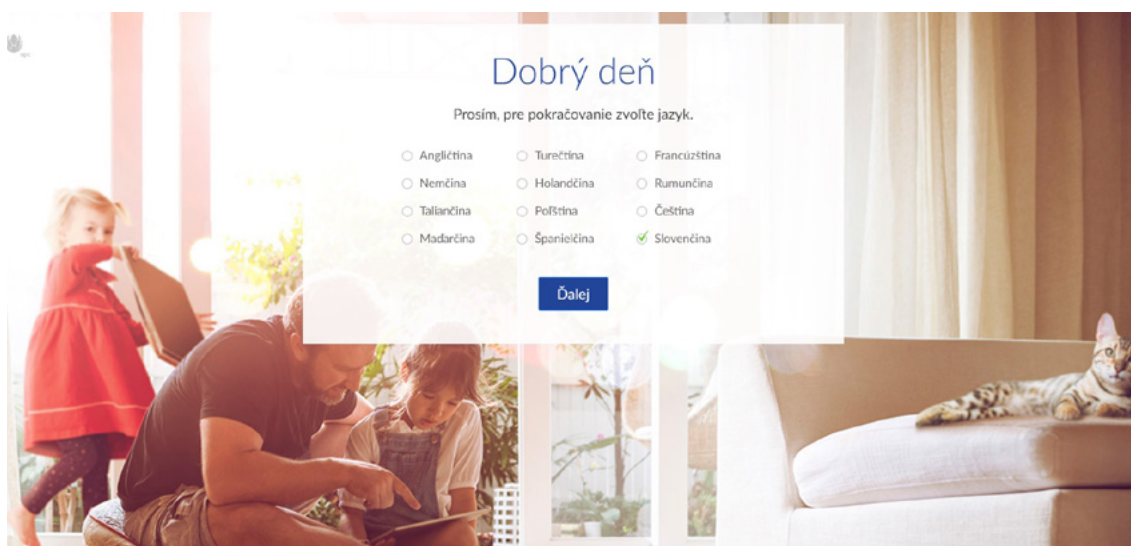 upc
Dobrý deň
Prosím, pre pokračovanie zvoľte jazyk.
Angličtina Turečtina Francúzština
Nemčina Holandčina Rumunčina
Taliančina Poľština Čeština
Maďarčina Španielčina Slovenčina
Ďalej